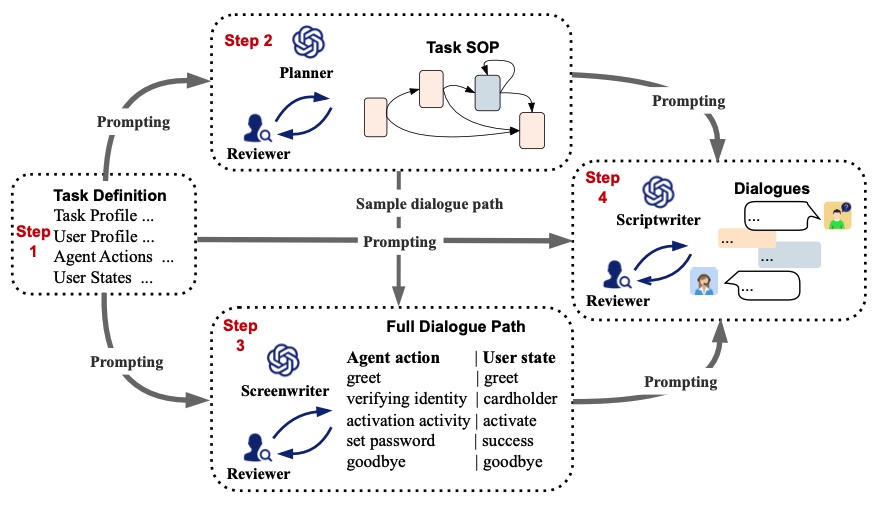 Step 2
Planner
Reviewer
Task SOP
Prompting
Prompting
Task Definition
Task Profile ...
User Profile ...
Agent Actions ...
User States ...
Step
1
Sample dialogue path
Prompting
Step
4
Scriptwriter
Reviewer
Dialogues
...
?
...
...
...
Prompting
Step
3
Screenwriter
Reviewer
Full Dialogue Path
Agent action | User state
greet | greet
verifying identity | cardholder
activation activity | activate
set password | success
goodbye | goodbye
Prompting